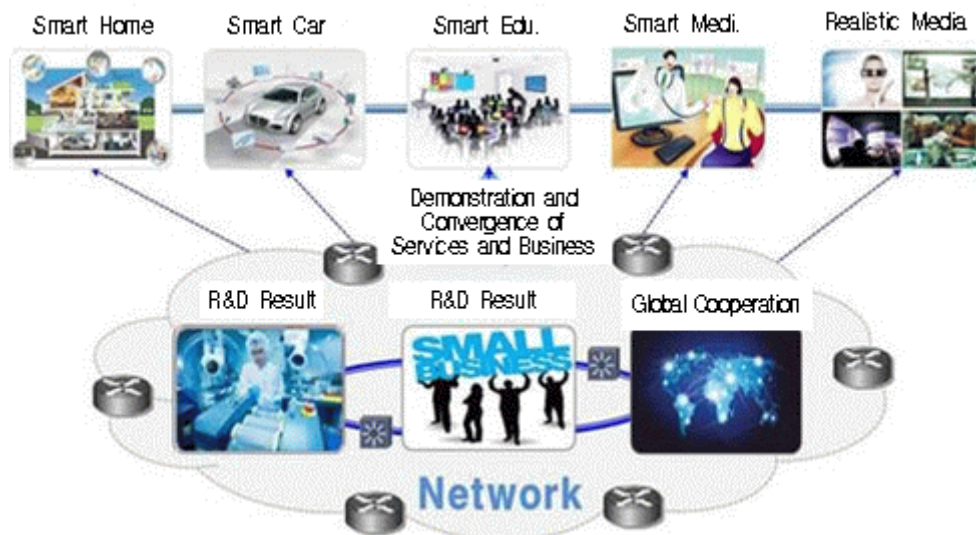 Smart Home
Smart Car
Smart Edu.
Smart Medi.
Realistic Media
Demonstration and
Convergence of
Services and Business
R&D Result
R&D Result
Global Cooperation
SMALL
BUSINESS
Network